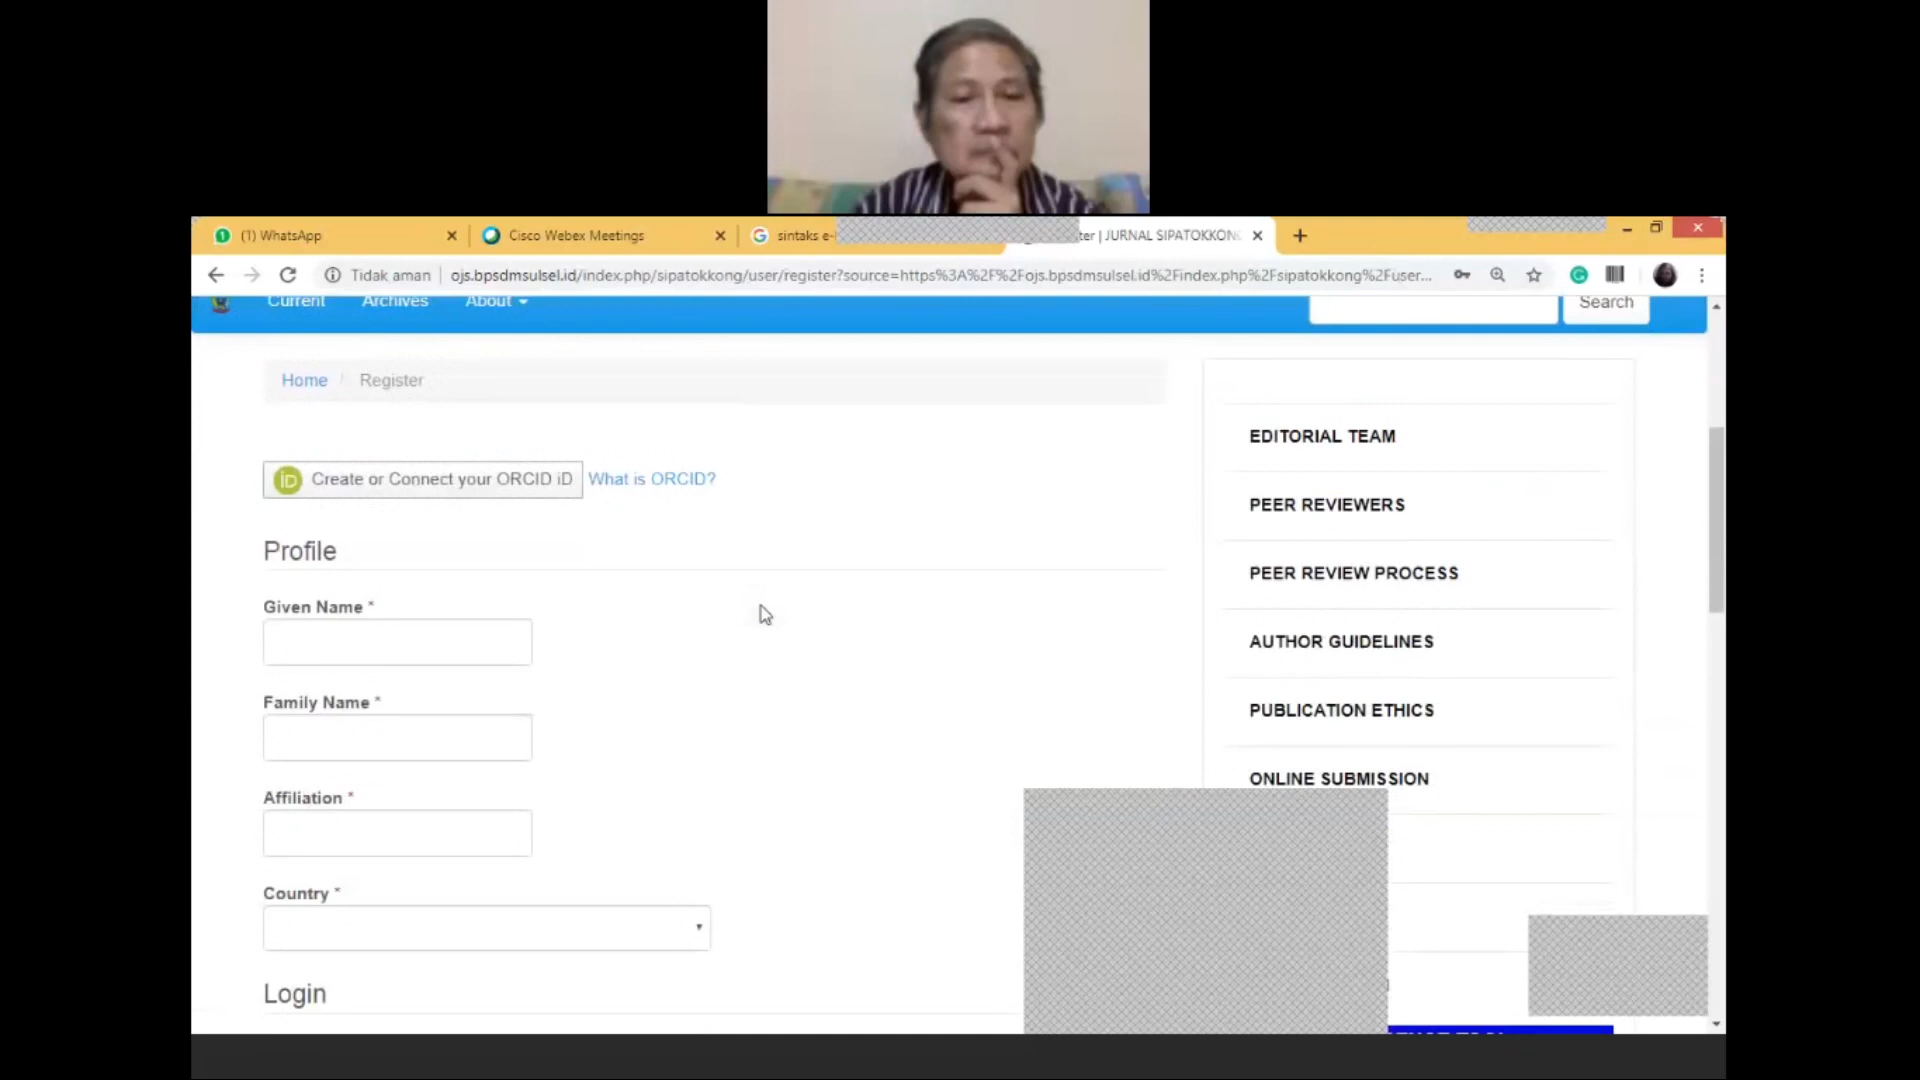 (1) WhatsApp
Cisco Webex Meetings
sintaks e-
ter | JURNAL SIPATOKKONG
Tidak aman
ojs.bpsdmsulsel.id/index.php/sipatokkong/user/register?source=https%3A%2F%2Fojs.bpsdmsulsel.id%2Findex.php%2Fsipatokkong%2Fuser...
Current
Archives
About
Search
Home
Register
iD Create or Connect your ORCID iD
What is ORCID?
Profile
Given Name *
Family Name *
Affiliation *
Country *
Login
EDITORIAL TEAM
PEER REVIEWERS
PEER REVIEW PROCESS
AUTHOR GUIDELINES
PUBLICATION ETHICS
ONLINE SUBMISSION